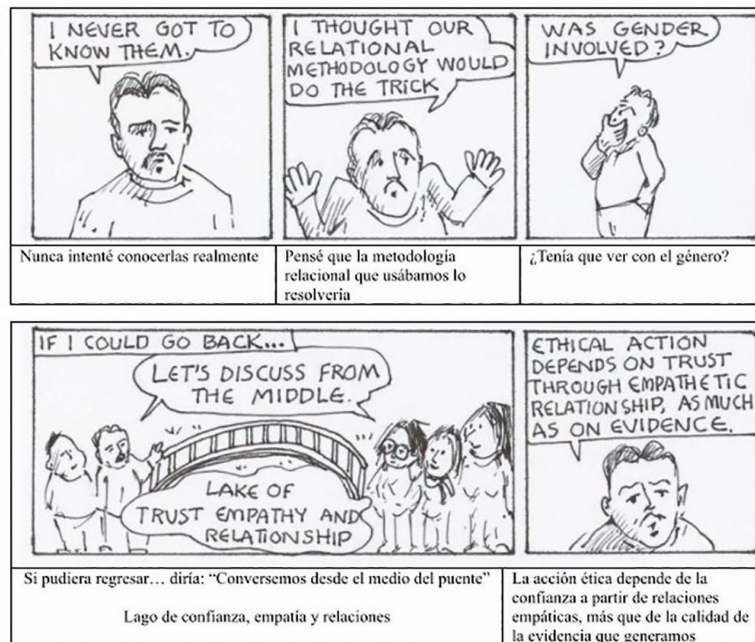 I NEVER GOT TO
KNOW THEM.
I THOUGHT OUR
RELATIONAL
METHODOLOGY WOULD
DO THE TRICK
WAS GENDER
INVOLVED?
Nunca intenté conocerlas realmente
Pensé que la metodología
relacional que usábamos lo
resolvería
¿Tenía que ver con el género?
IF I COULD GO BACK...
LET'S DISCUSS FROM
THE MIDDLE.
LAKE OF
TRUST EMPATHY AND
RELATIONSHIP
ETHICAL ACTION
DEPENDS ON TRUST
THROUGH EMPATHETIC
RELATIONSHIP, AS MUCH
AS ON EVIDENCE.
Si pudiera regresar… diría: “Conversemos desde el medio del puente”
Lago de confianza, empatía y relaciones
La acción ética depende de la
confianza a partir de relaciones
empáticas, más que de la calidad de
la evidencia que generamos